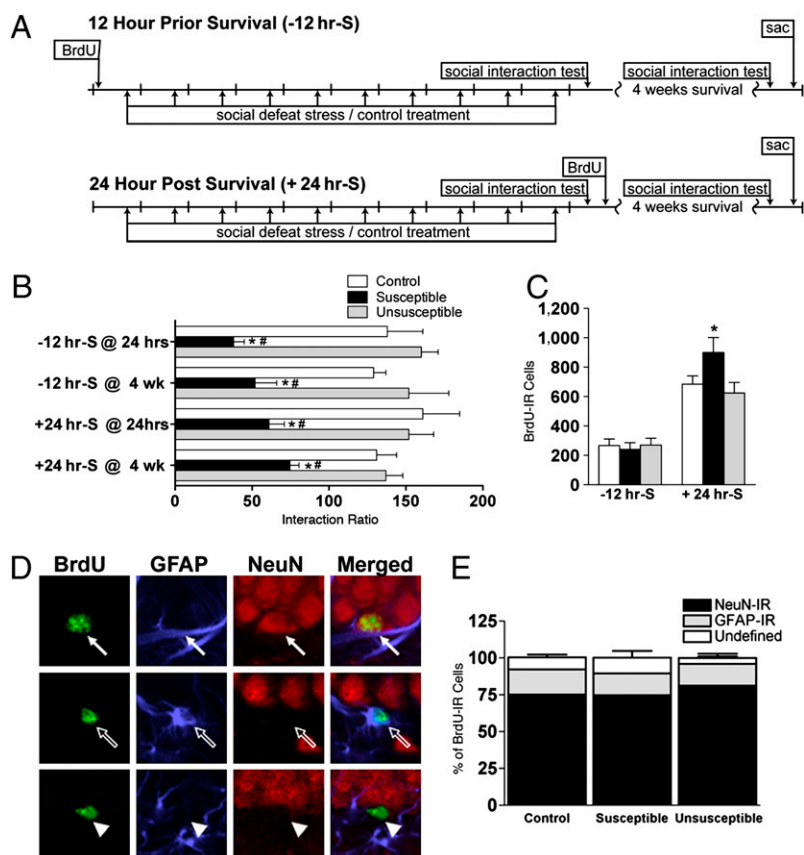 A
12 Hour Prior Survival (-12 hr-S)
BrdU
sac
social interaction test
social interaction test
4 weeks survival
social defeat stress / control treatment
24 Hour Post Survival (+ 24 hr-S)
BrdU
sac
social interaction test
social interaction test
4 weeks survival
social defeat stress / control treatment
B
Control
Susceptible
Unsusceptible
-12 hr-S @ 24 hrs
* #
-12 hr-S @ 4 wk
* #
+24 hr-S @ 24hrs
* #
+24 hr-S @ 4 wk
* #
0 50 100 150 200
Interaction Ratio
C
1,200
1,000
800
600
400
200
0
BrdU-IR Cells
*
-12 hr-S + 24 hr-S
D
BrdU GFAP NeuN Merged
E
NeuN-IR
GFAP-IR
Undefined
125
100
75
50
25
0
% of BrdU-IR Cells
Control Susceptible Unsusceptible